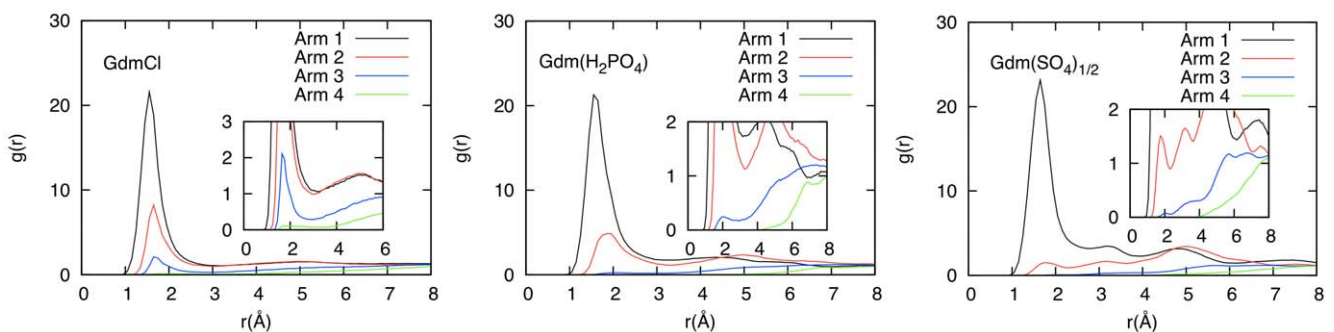 30
20
10
0
g(r)
GdmCl
Arm 1
Arm 2
Arm 3
Arm 4
3
2
1
0
0 2 4 6
0 1 2 3 4 5 6 7 8
r(Å)
30
20
10
0
g(r)
Gdm(H₂PO₄)
Arm 1
Arm 2
Arm 3
Arm 4
2
1
0
0 2 4 6 8
0 1 2 3 4 5 6 7 8
r(Å)
30
20
10
0
g(r)
Gdm(SO₄)₁/₂
Arm 1
Arm 2
Arm 3
Arm 4
2
1
0
0 2 4 6 8
0 1 2 3 4 5 6 7 8
r(Å)